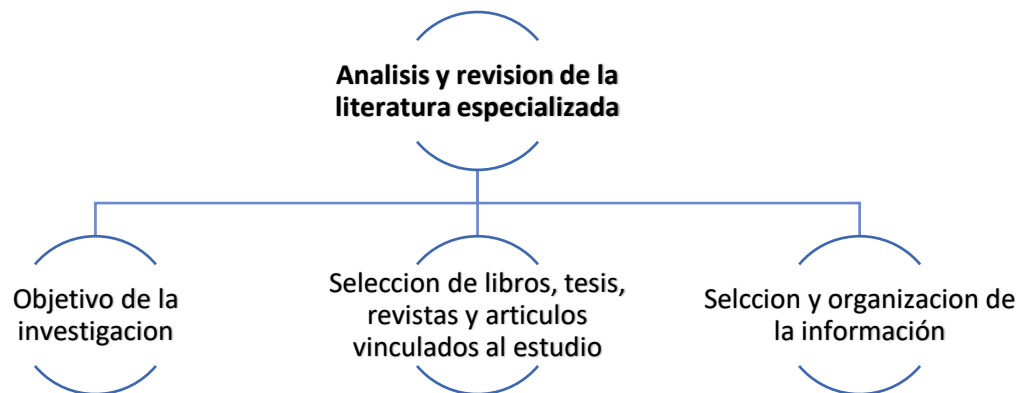 Analisis y revision de la
literatura especializada
Objetivo de la
investigacion
Seleccion de libros, tesis,
revistas y articulos
vinculados al estudio
Selccion y organizacion de
la información